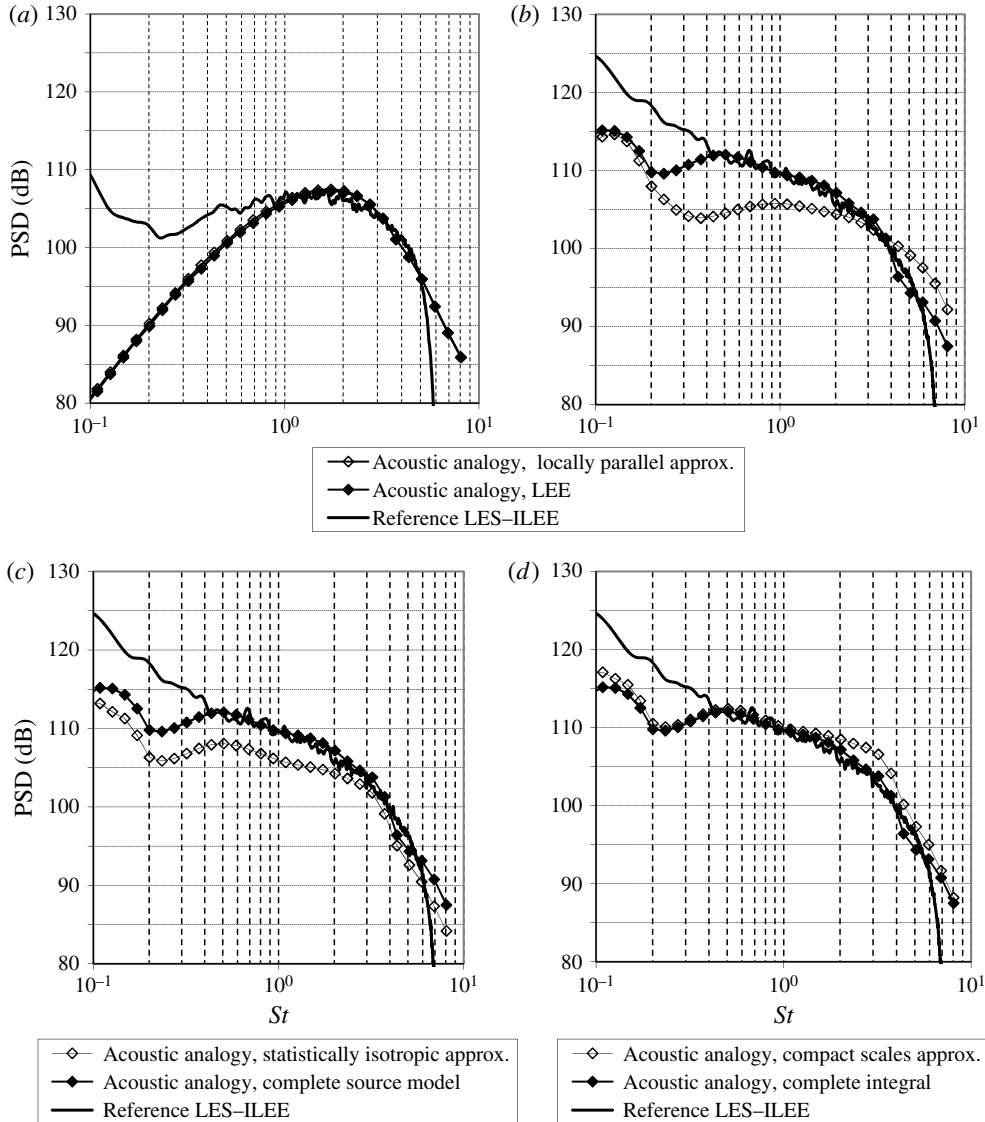 (a)
130
120
110
100
90
80
PSD (dB)
10⁻¹
10⁰
10¹
(b)
130
120
110
100
90
80
10⁻¹
10⁰
10¹
Acoustic analogy, locally parallel approx.
Acoustic analogy, LEE
Reference LES–ILEE
(c)
130
120
110
100
90
80
PSD (dB)
10⁻¹
10⁰
10¹
St
(d)
130
120
110
100
90
80
10⁻¹
10⁰
10¹
St
Acoustic analogy, statistically isotropic approx.
Acoustic analogy, complete source model
Reference LES–ILEE
Acoustic analogy, compact scales approx.
Acoustic analogy, complete integral
Reference LES–ILEE